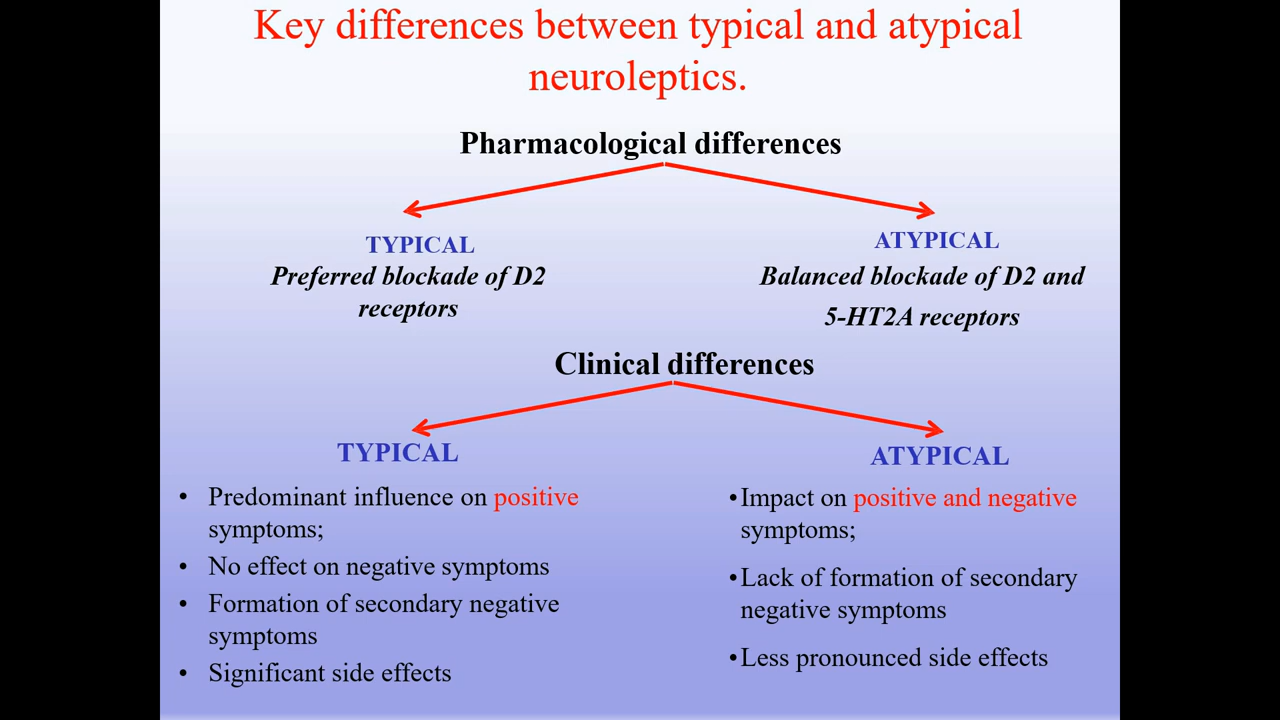 Key differences between typical and atypical
neuroleptics.
Pharmacological differences
TYPICAL
Preferred blockade of D2
receptors
ATYPICAL
Balanced blockade of D2 and
5-HT2A receptors
Clinical differences
TYPICAL
• Predominant influence on positive
symptoms;
• No effect on negative symptoms
• Formation of secondary negative
symptoms
• Significant side effects
ATYPICAL
•Impact on positive and negative
symptoms;
•Lack of formation of secondary
negative symptoms
•Less pronounced side effects